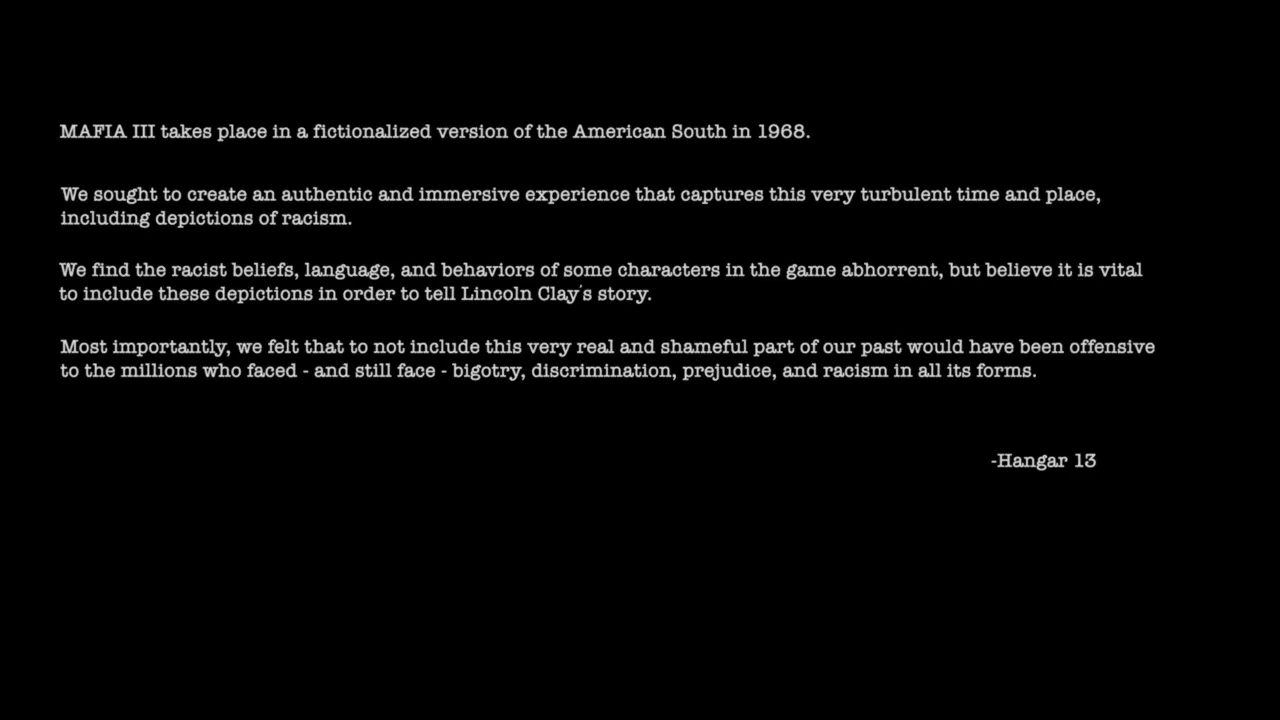 MAFIA III takes place in a fictionalized version of the American South in 1968.
We sought to create an authentic and immersive experience that captures this very turbulent time and place,
including depictions of racism.
We find the racist beliefs, language, and behaviors of some characters in the game abhorrent, but believe it is vital
to include these depictions in order to tell Lincoln Clay's story.
Most importantly, we felt that to not include this very real and shameful part of our past would have been offensive
to the millions who faced - and still face - bigotry, discrimination, prejudice, and racism in all its forms.
-Hangar 13